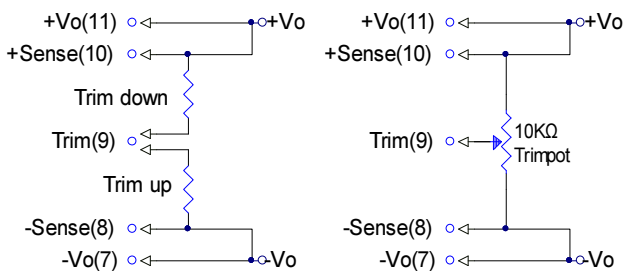 +Vo(11)
+Vo
+Sense(10)
Trim down
Trim(9)
Trim up
-Sense(8)
-Vo(7)
-Vo
+Vo(11)
+Vo
+Sense(10)
Trim(9)
10KΩ
Trimpot
-Sense(8)
-Vo(7)
-Vo